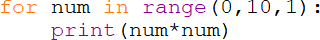 for num in range(0,10,1):
    print(num*num)